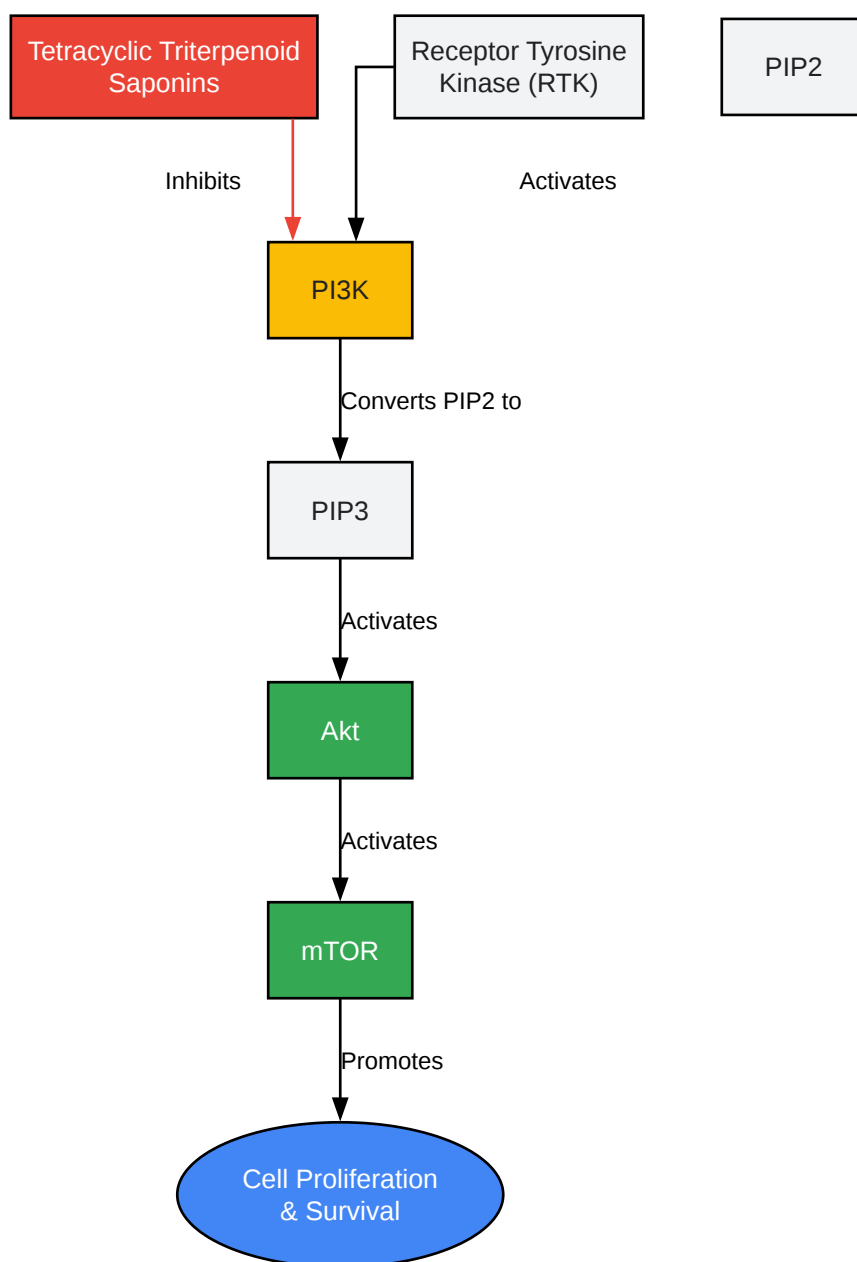 Tetracyclic Triterpenoid
Saponins
Receptor Tyrosine
Kinase (RTK)
PIP2
Inhibits
Activates
PI3K
Converts PIP2 to
PIP3
Activates
Akt
Activates
mTOR
Promotes
Cell Proliferation
& Survival